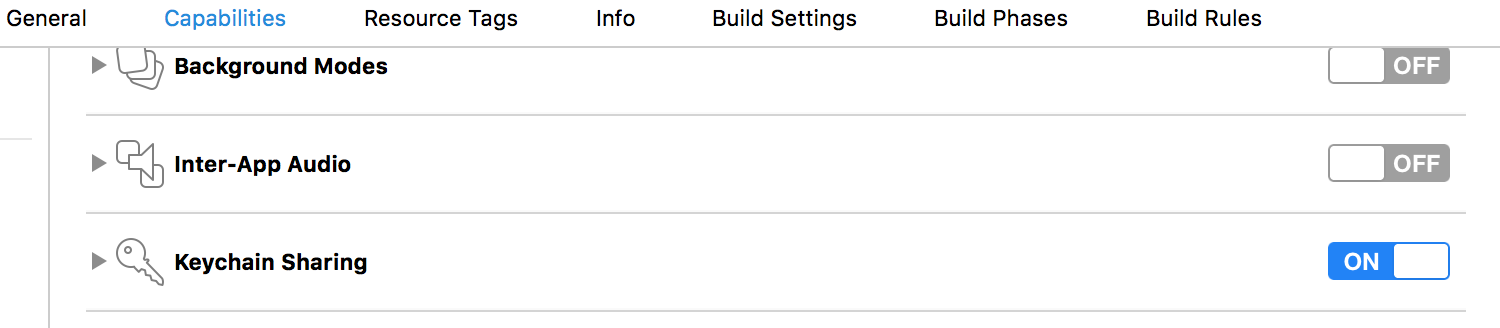 General Capabilities Resource Tags Info Build Settings Build Phases Build Rules
Background Modes OFF
Inter-App Audio OFF
Keychain Sharing ON